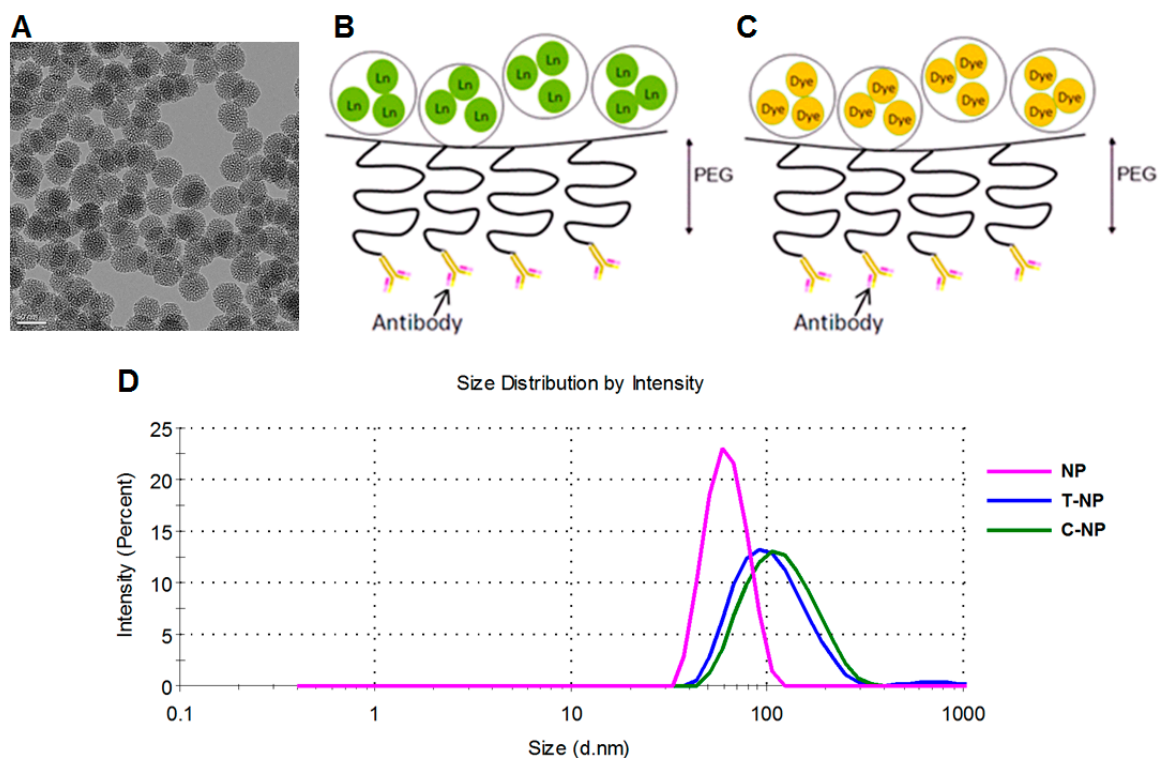 A
50 nm
B
Ln Ln Ln Ln Ln Ln Ln Ln Ln Ln Ln Ln
PEG
Antibody
C
Dye Dye Dye Dye Dye Dye Dye Dye Dye Dye Dye Dye
PEG
Antibody
D
Size Distribution by Intensity
25
20
15
10
5
0
Intensity (Percent)
0.1 1 10 100 1000
Size (d.nm)
NP
T-NP
C-NP